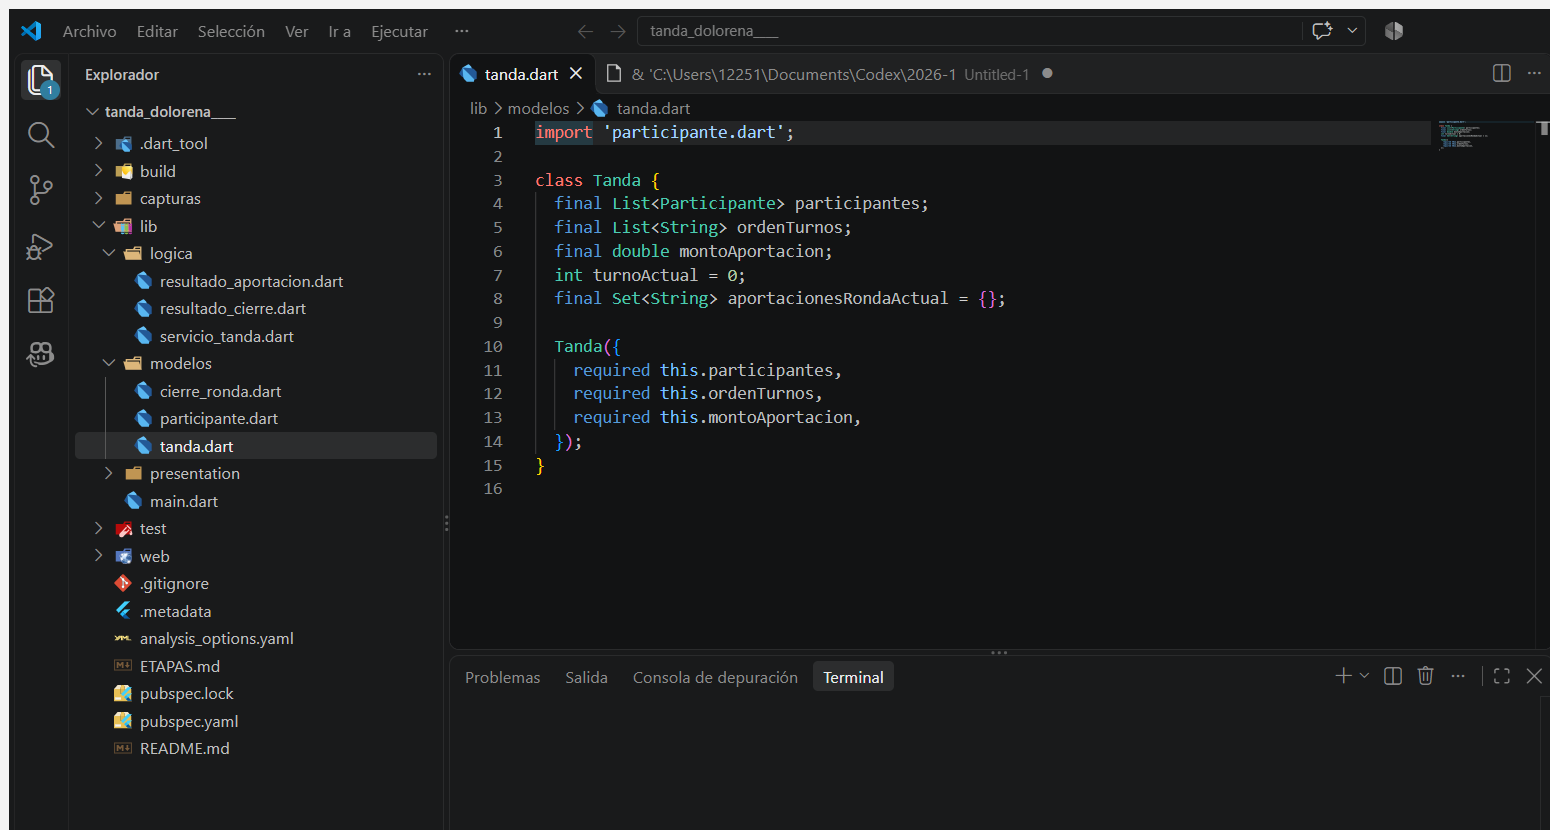 Archivo Editar Selección Ver Ir a Ejecutar ···
tanda_dolorena____
1
Explorador ···
tanda_dolorena____
.dart_tool
build
capturas
lib
logica
resultado_aportacion.dart
resultado_cierre.dart
servicio_tanda.dart
modelos
cierre_ronda.dart
participante.dart
tanda.dart
presentation
main.dart
test
web
.gitignore
.metadata
analysis_options.yaml
ETAPAS.md
pubspec.lock
pubspec.yaml
README.md
tanda.dart & 'C:\Users\12251\Documents\Codex\2026-1 Untitled-1
lib > modelos > tanda.dart
1 import 'participante.dart';
2
3 class Tanda {
4 final List<Participante> participantes;
5 final List<String> ordenTurnos;
6 final double montoAportacion;
7 int turnoActual = 0;
8 final Set<String> aportacionesRondaActual = {};
9
10 Tanda({
11 required this.participantes,
12 required this.ordenTurnos,
13 required this.montoAportacion,
14 });
15 }
16
Problemas Salida Consola de depuración Terminal